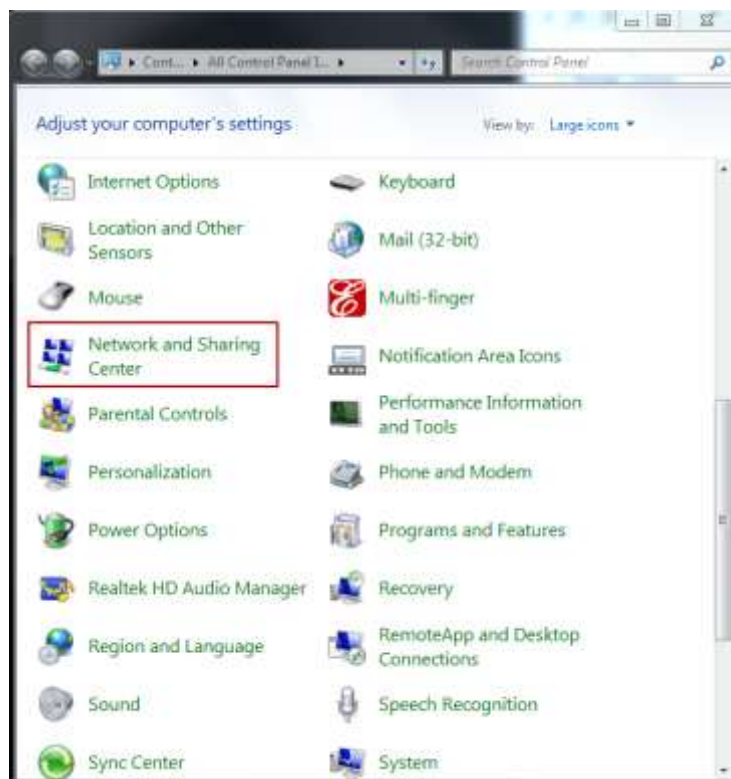 Cont... ▸ All Control Panel I... ▸
Search Control Panel
Adjust your computer's settings
View by: Large icons
Internet Options
Keyboard
Location and Other
Sensors
Mail (32-bit)
Mouse
Multi-finger
Network and Sharing
Center
Notification Area Icons
Parental Controls
Performance Information
and Tools
Personalization
Phone and Modem
Power Options
Programs and Features
Realtek HD Audio Manager
Recovery
Region and Language
RemoteApp and Desktop
Connections
Sound
Speech Recognition
Sync Center
System